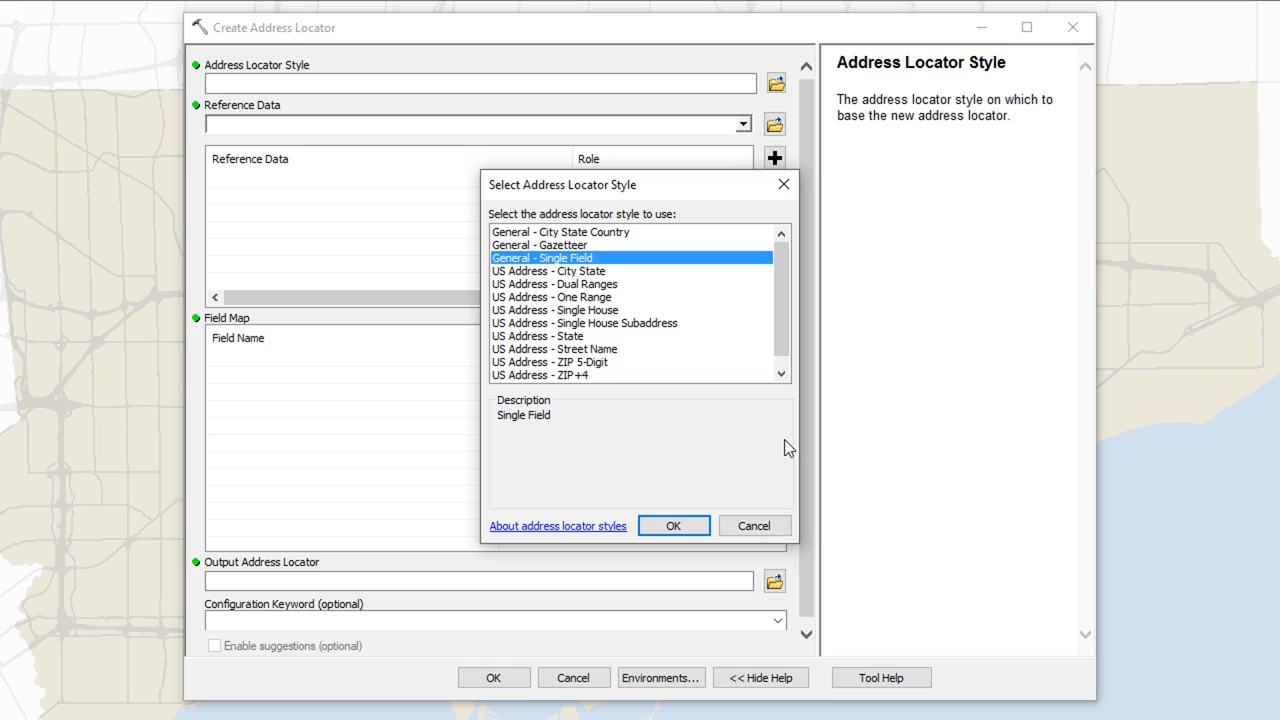 Create Address Locator
Address Locator Style
Reference Data
Reference Data Role
Field Map
Field Name
Output Address Locator
Configuration Keyword (optional)
Enable suggestions (optional)
OK Cancel Environments... << Hide Help Tool Help
Select Address Locator Style
Select the address locator style to use:
General - City State Country
General - Gazetteer
General - Single Field
US Address - City State
US Address - Dual Ranges
US Address - One Range
US Address - Single House
US Address - Single House Subaddress
US Address - State
US Address - Street Name
US Address - ZIP 5-Digit
US Address - ZIP+4
Description
Single Field
About address locator styles OK Cancel
Address Locator Style
The address locator style on which to
base the new address locator.